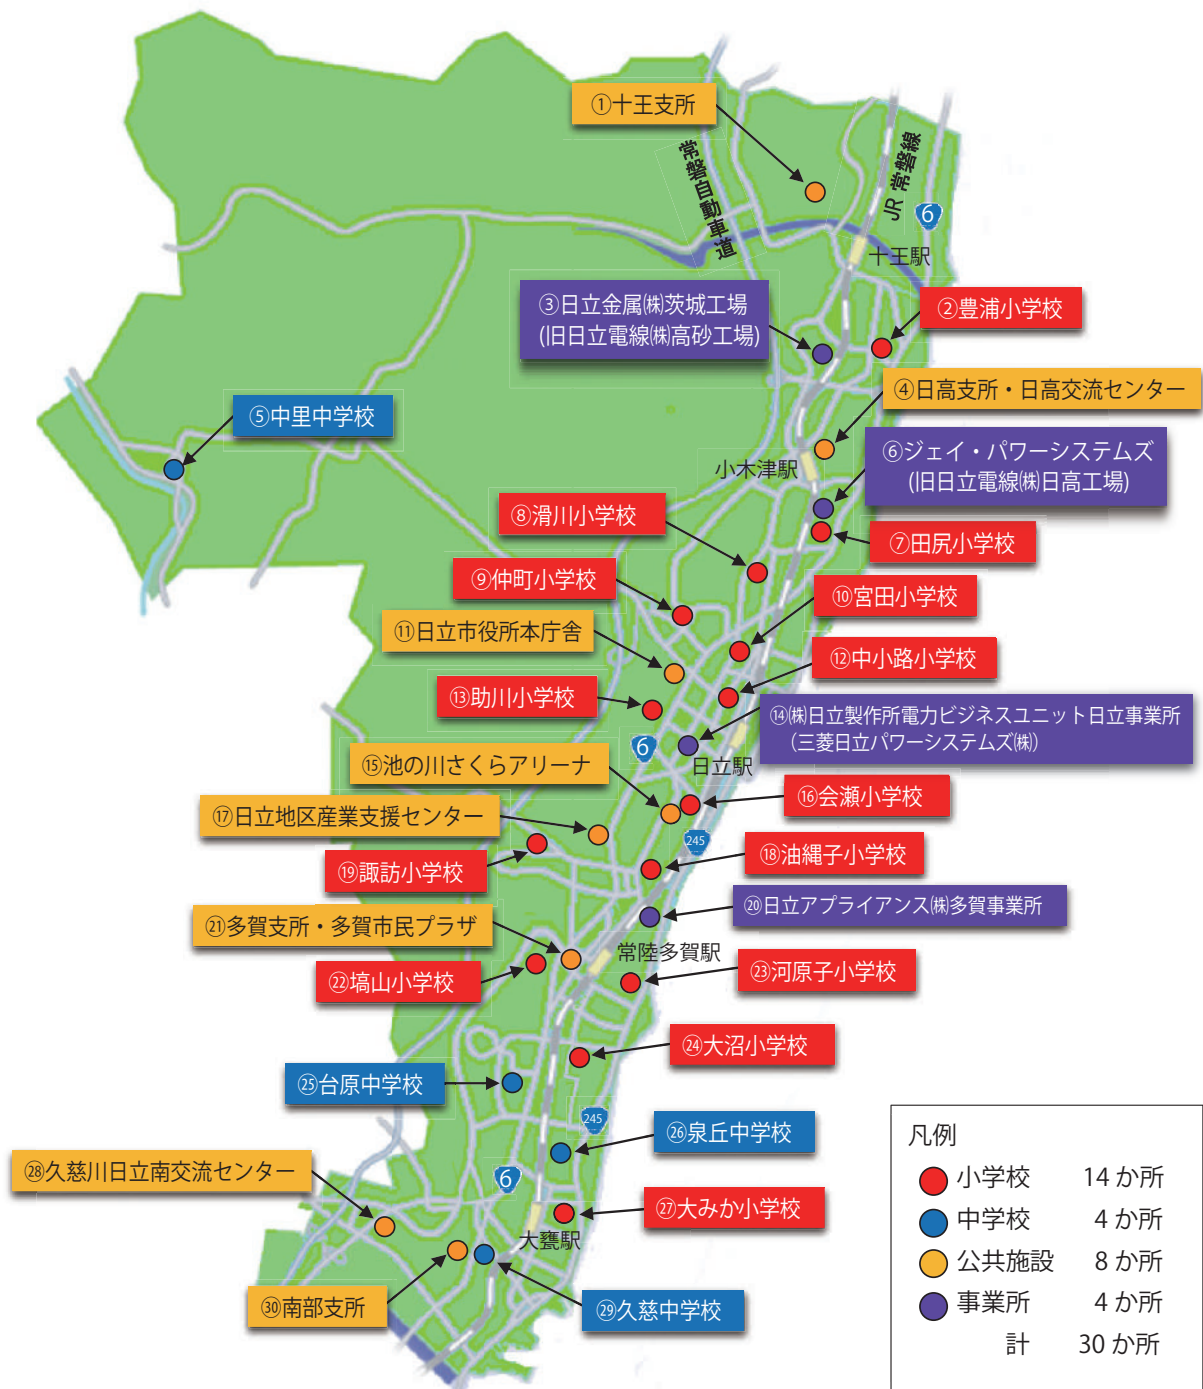 ①十王支所
常磐自動車道
JR 常磐線
6
十王駅
③日立金属㈱茨城工場
(旧日立電線㈱高砂工場)
②豊浦小学校
④日高支所・日高交流センター
⑤中里中学校
小木津駅
⑥ジェイ・パワーシステムズ
(旧日立電線㈱日高工場)
⑧滑川小学校
⑦田尻小学校
⑨仲町小学校
⑩宮田小学校
⑪日立市役所本庁舎
⑫中小路小学校
⑬助川小学校
⑭㈱日立製作所電力ビジネスユニット日立事業所
(三菱日立パワーシステムズ㈱)
6
日立駅
⑮池の川さくらアリーナ
⑯会瀬小学校
⑰日立地区産業支援センター
245
⑱油縄子小学校
⑲諏訪小学校
⑳日立アプライアンス㈱多賀事業所
㉑多賀支所・多賀市民プラザ
常陸多賀駅
㉒塙山小学校
㉓河原子小学校
㉔大沼小学校
㉕台原中学校
245
㉖泉丘中学校
㉘久慈川日立南交流センター
6
㉗大みか小学校
大甕駅
㉚南部支所
㉙久慈中学校
凡例
小学校 14 か所
中学校 4 か所
公共施設 8 か所
事業所 4 か所
計 30 か所